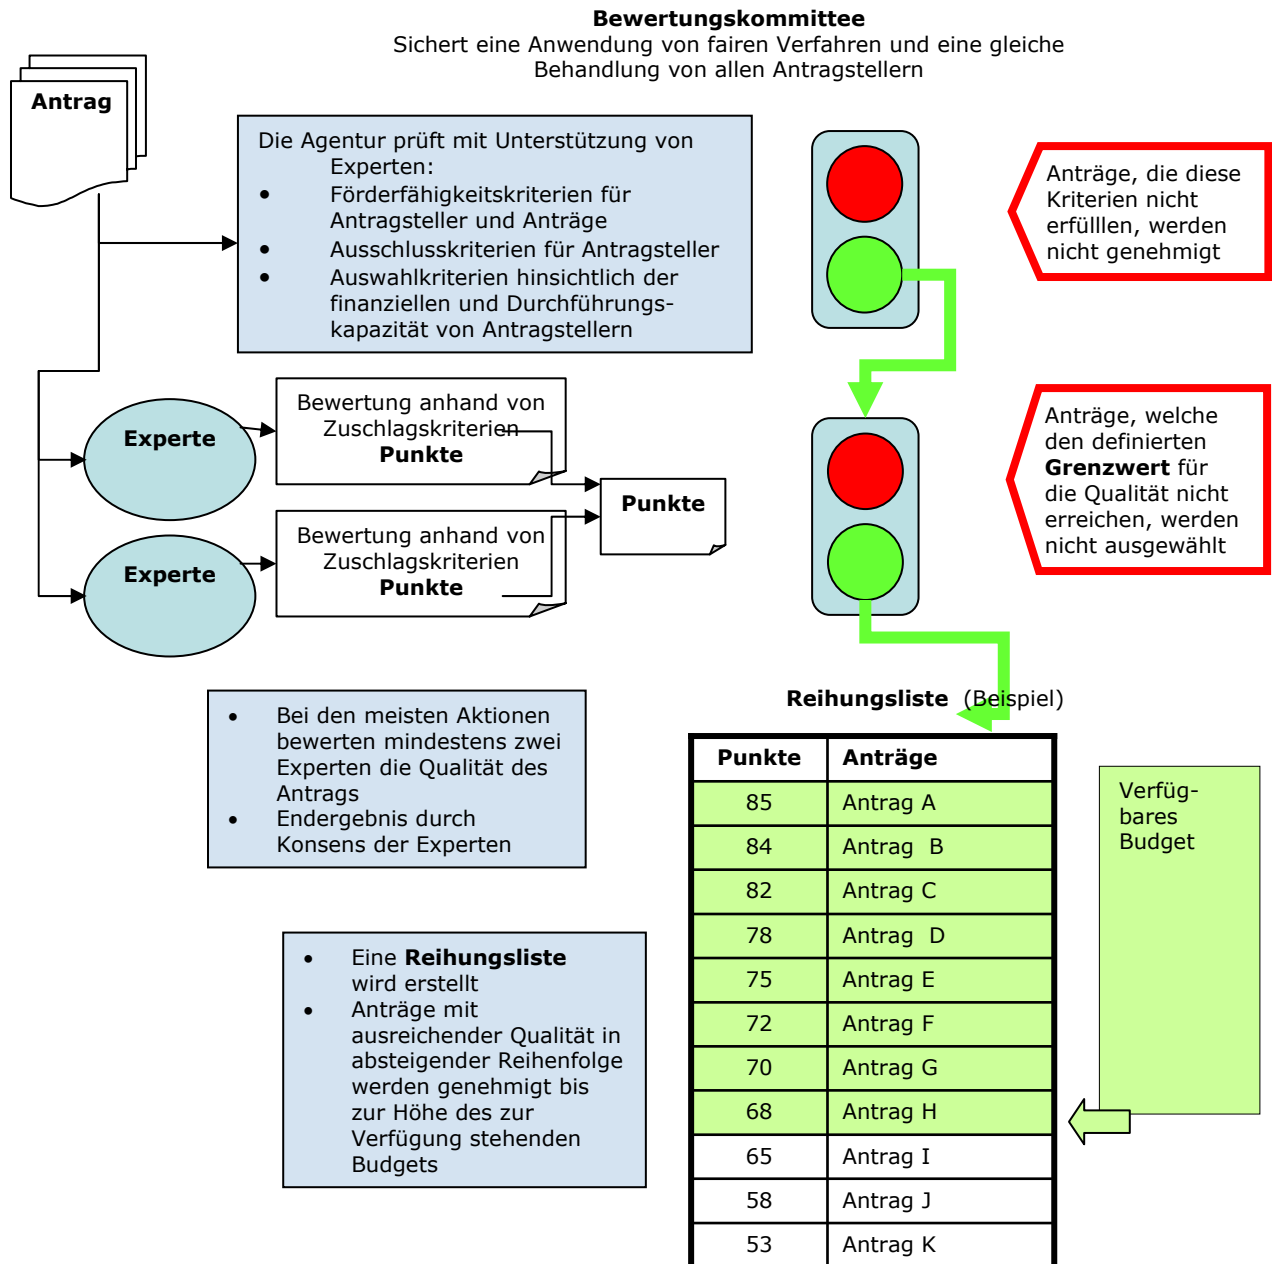 Bewertungskommittee
Sichert eine Anwendung von fairen Verfahren und eine gleiche
Behandlung von allen Antragstellern
Antrag
Die Agentur prüft mit Unterstützung von
Experten:
• Förderfähigkeitskriterien für
Antragsteller und Anträge
• Ausschlusskriterien für Antragsteller
• Auswahlkriterien hinsichtlich der
finanziellen und Durchführungs-
kapazität von Antragstellern
Anträge, die diese
Kriterien nicht
erfülllen, werden
nicht genehmigt
Experte
Bewertung anhand von
Zuschlagskriterien
Punkte
Experte
Bewertung anhand von
Zuschlagskriterien
Punkte
Punkte
Anträge, welche
den definierten
Grenzwert für
die Qualität nicht
erreichen, werden
nicht ausgewählt
• Bei den meisten Aktionen
bewerten mindestens zwei
Experten die Qualität des
Antrags
• Endergebnis durch
Konsens der Experten
• Eine Reihungsliste
wird erstellt
• Anträge mit
ausreichender Qualität in
absteigender Reihenfolge
werden genehmigt bis
zur Höhe des zur
Verfügung stehenden
Budgets
Reihungsliste (Beispiel)
Punkte Anträge
85 Antrag A
84 Antrag B
82 Antrag C
78 Antrag D
75 Antrag E
72 Antrag F
70 Antrag G
68 Antrag H
65 Antrag I
58 Antrag J
53 Antrag K
Verfüg-
bares
Budget